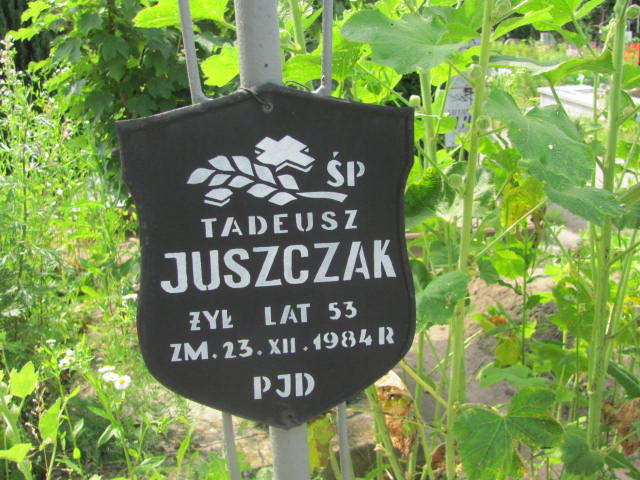 ŚP
TADEUSZ
JUSZCZAK
ŻYŁ LAT 53
ZM. 23. XII. 1984 R
PJD